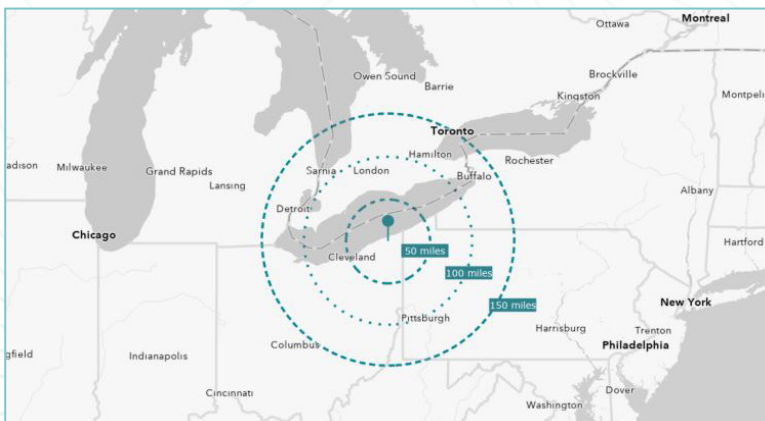 Montreal
Ottawa
Brockville
Owen Sound
Barrie
Kingston
Montpeli
Toronto
adison
Milwaukee
Grand Rapids
Lansing
Sarnia
London
Hamilton
Rochester
Buffalo
Albany
Detroit
Chicago
Hartford
Cleveland
50 miles
100 miles
150 miles
New York
Pittsburgh
Harrisburg
Trenton
Columbus
Philadelphia
gfield
Indianapolis
Cincinnati
Dover
Washington